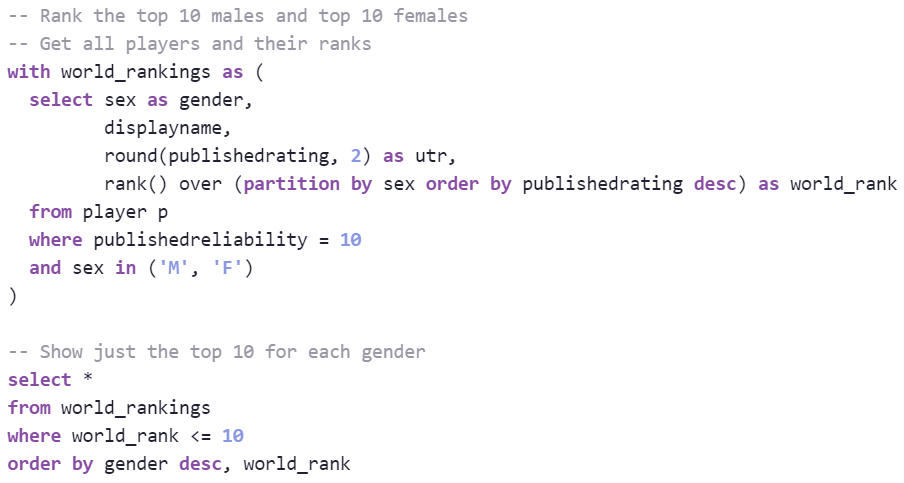 -- Rank the top 10 males and top 10 females
-- Get all players and their ranks
with world_rankings as (
  select sex as gender,
         displayname,
         round(publishedrating, 2) as utr,
         rank() over (partition by sex order by publishedrating desc) as world_rank
  from player p
  where publishedreliability = 10
  and sex in ('M', 'F')
)

-- Show just the top 10 for each gender
select *
from world_rankings
where world_rank <= 10
order by gender desc, world_rank